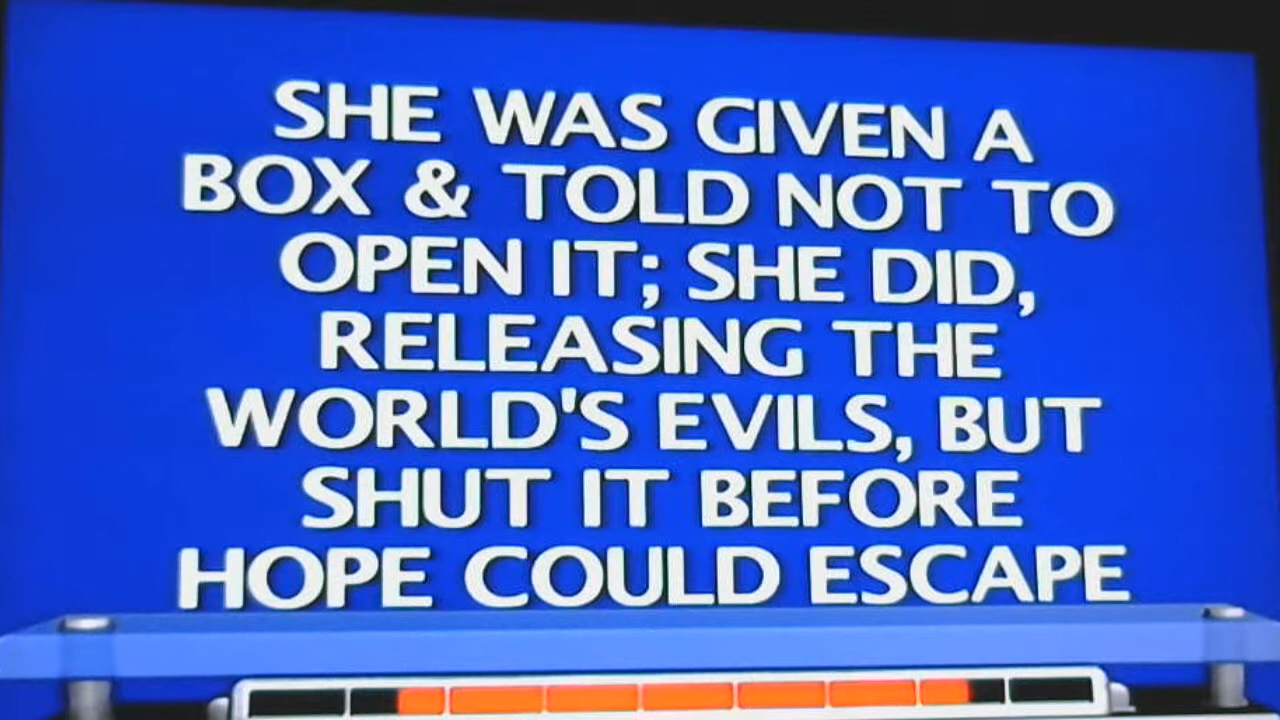 SHE WAS GIVEN A
BOX & TOLD NOT TO
OPEN IT; SHE DID,
RELEASING THE
WORLD'S EVILS, BUT
SHUT IT BEFORE
HOPE COULD ESCAPE